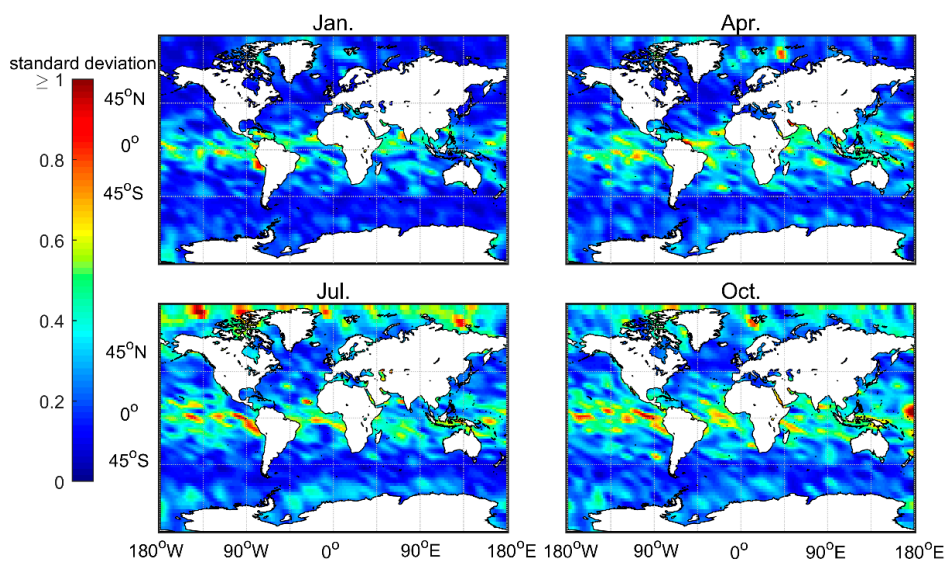 Jan.
Apr.
standard deviation
≥ 1
0.8
0.6
0.4
0.2
0
45°N
0°
45°S
Jul.
Oct.
45°N
0°
45°S
180°W 90°W 0° 90°E 180°E 180°W 90°W 0° 90°E 180°E